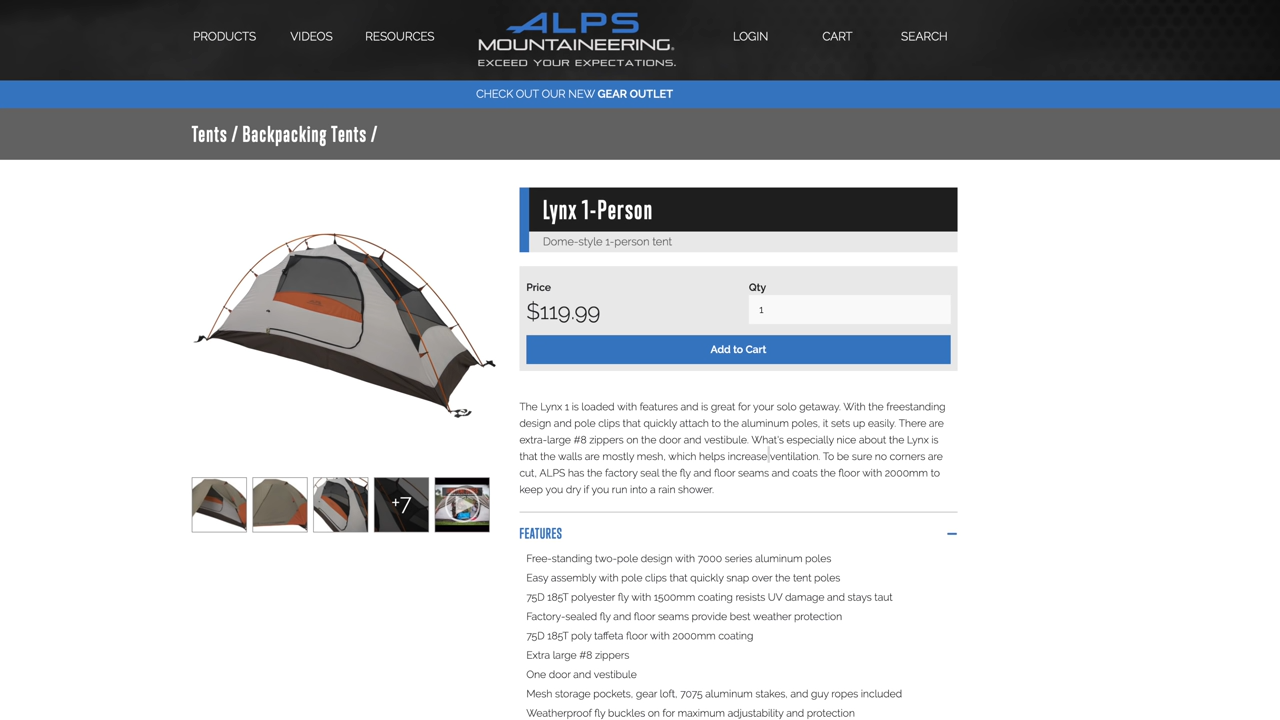 PRODUCTS
VIDEOS
RESOURCES
ALPS
MOUNTAINEERING®
EXCEED YOUR EXPECTATIONS.
LOGIN
CART
SEARCH
CHECK OUT OUR NEW GEAR OUTLET
Tents / Backpacking Tents /
Lynx 1-Person
Dome-style 1-person tent
Price
Qty
$119.99
1
Add to Cart
The Lynx 1 is loaded with features and is great for your solo getaway. With the freestanding
design and pole clips that quickly attach to the aluminum poles, it sets up easily. There are
extra-large #8 zippers on the door and vestibule. What's especially nice about the Lynx is
that the walls are mostly mesh, which helps increase ventilation. To be sure no corners are
cut, ALPS has the factory seal the fly and floor seams and coats the floor with 2000mm to
keep you dry if you run into a rain shower.
+7
FEATURES
Free-standing two-pole design with 7000 series aluminum poles
Easy assembly with pole clips that quickly snap over the tent poles
75D 185T polyester fly with 1500mm coating resists UV damage and stays taut
Factory-sealed fly and floor seams provide best weather protection
75D 185T poly taffeta floor with 2000mm coating
Extra large #8 zippers
One door and vestibule
Mesh storage pockets, gear loft, 7075 aluminum stakes, and guy ropes included
Weatherproof fly buckles on for maximum adjustability and protection